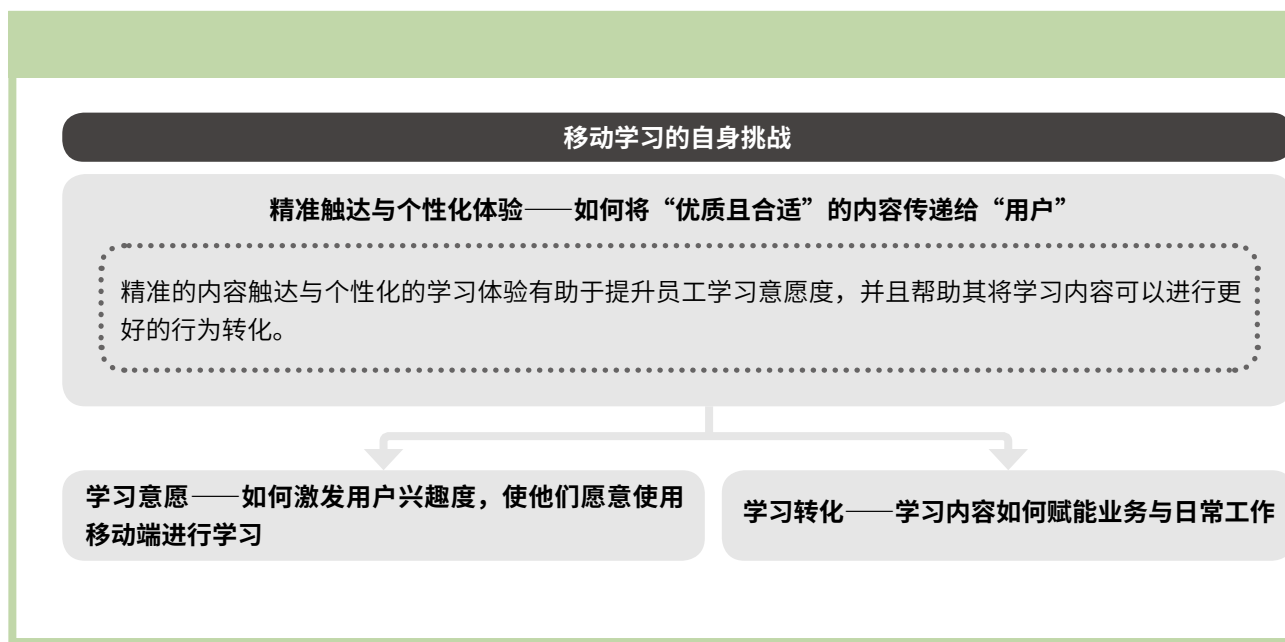 移动学习的自身挑战
精准触达与个性化体验——如何将“优质且合适”的内容传递给“用户”
精准的内容触达与个性化的学习体验有助于提升员工学习意愿度，并且帮助其将学习内容可以进行更
好的行为转化。
学习意愿——如何激发用户兴趣度，使他们愿意使用
移动端进行学习
学习转化——学习内容如何赋能业务与日常工作